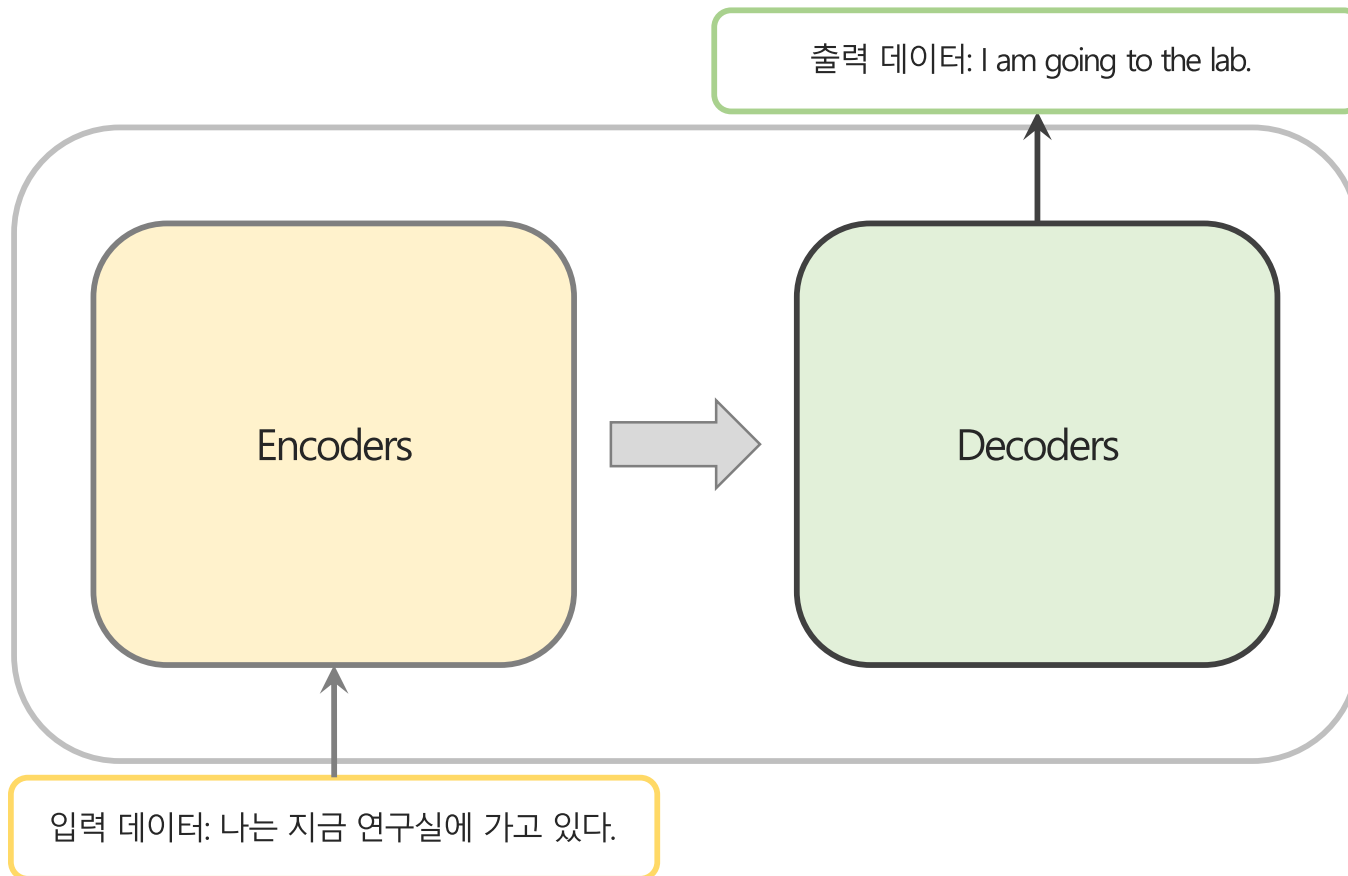 출력 데이터: I am going to the lab.
Encoders
Decoders
입력 데이터: 나는 지금 연구실에 가고 있다.